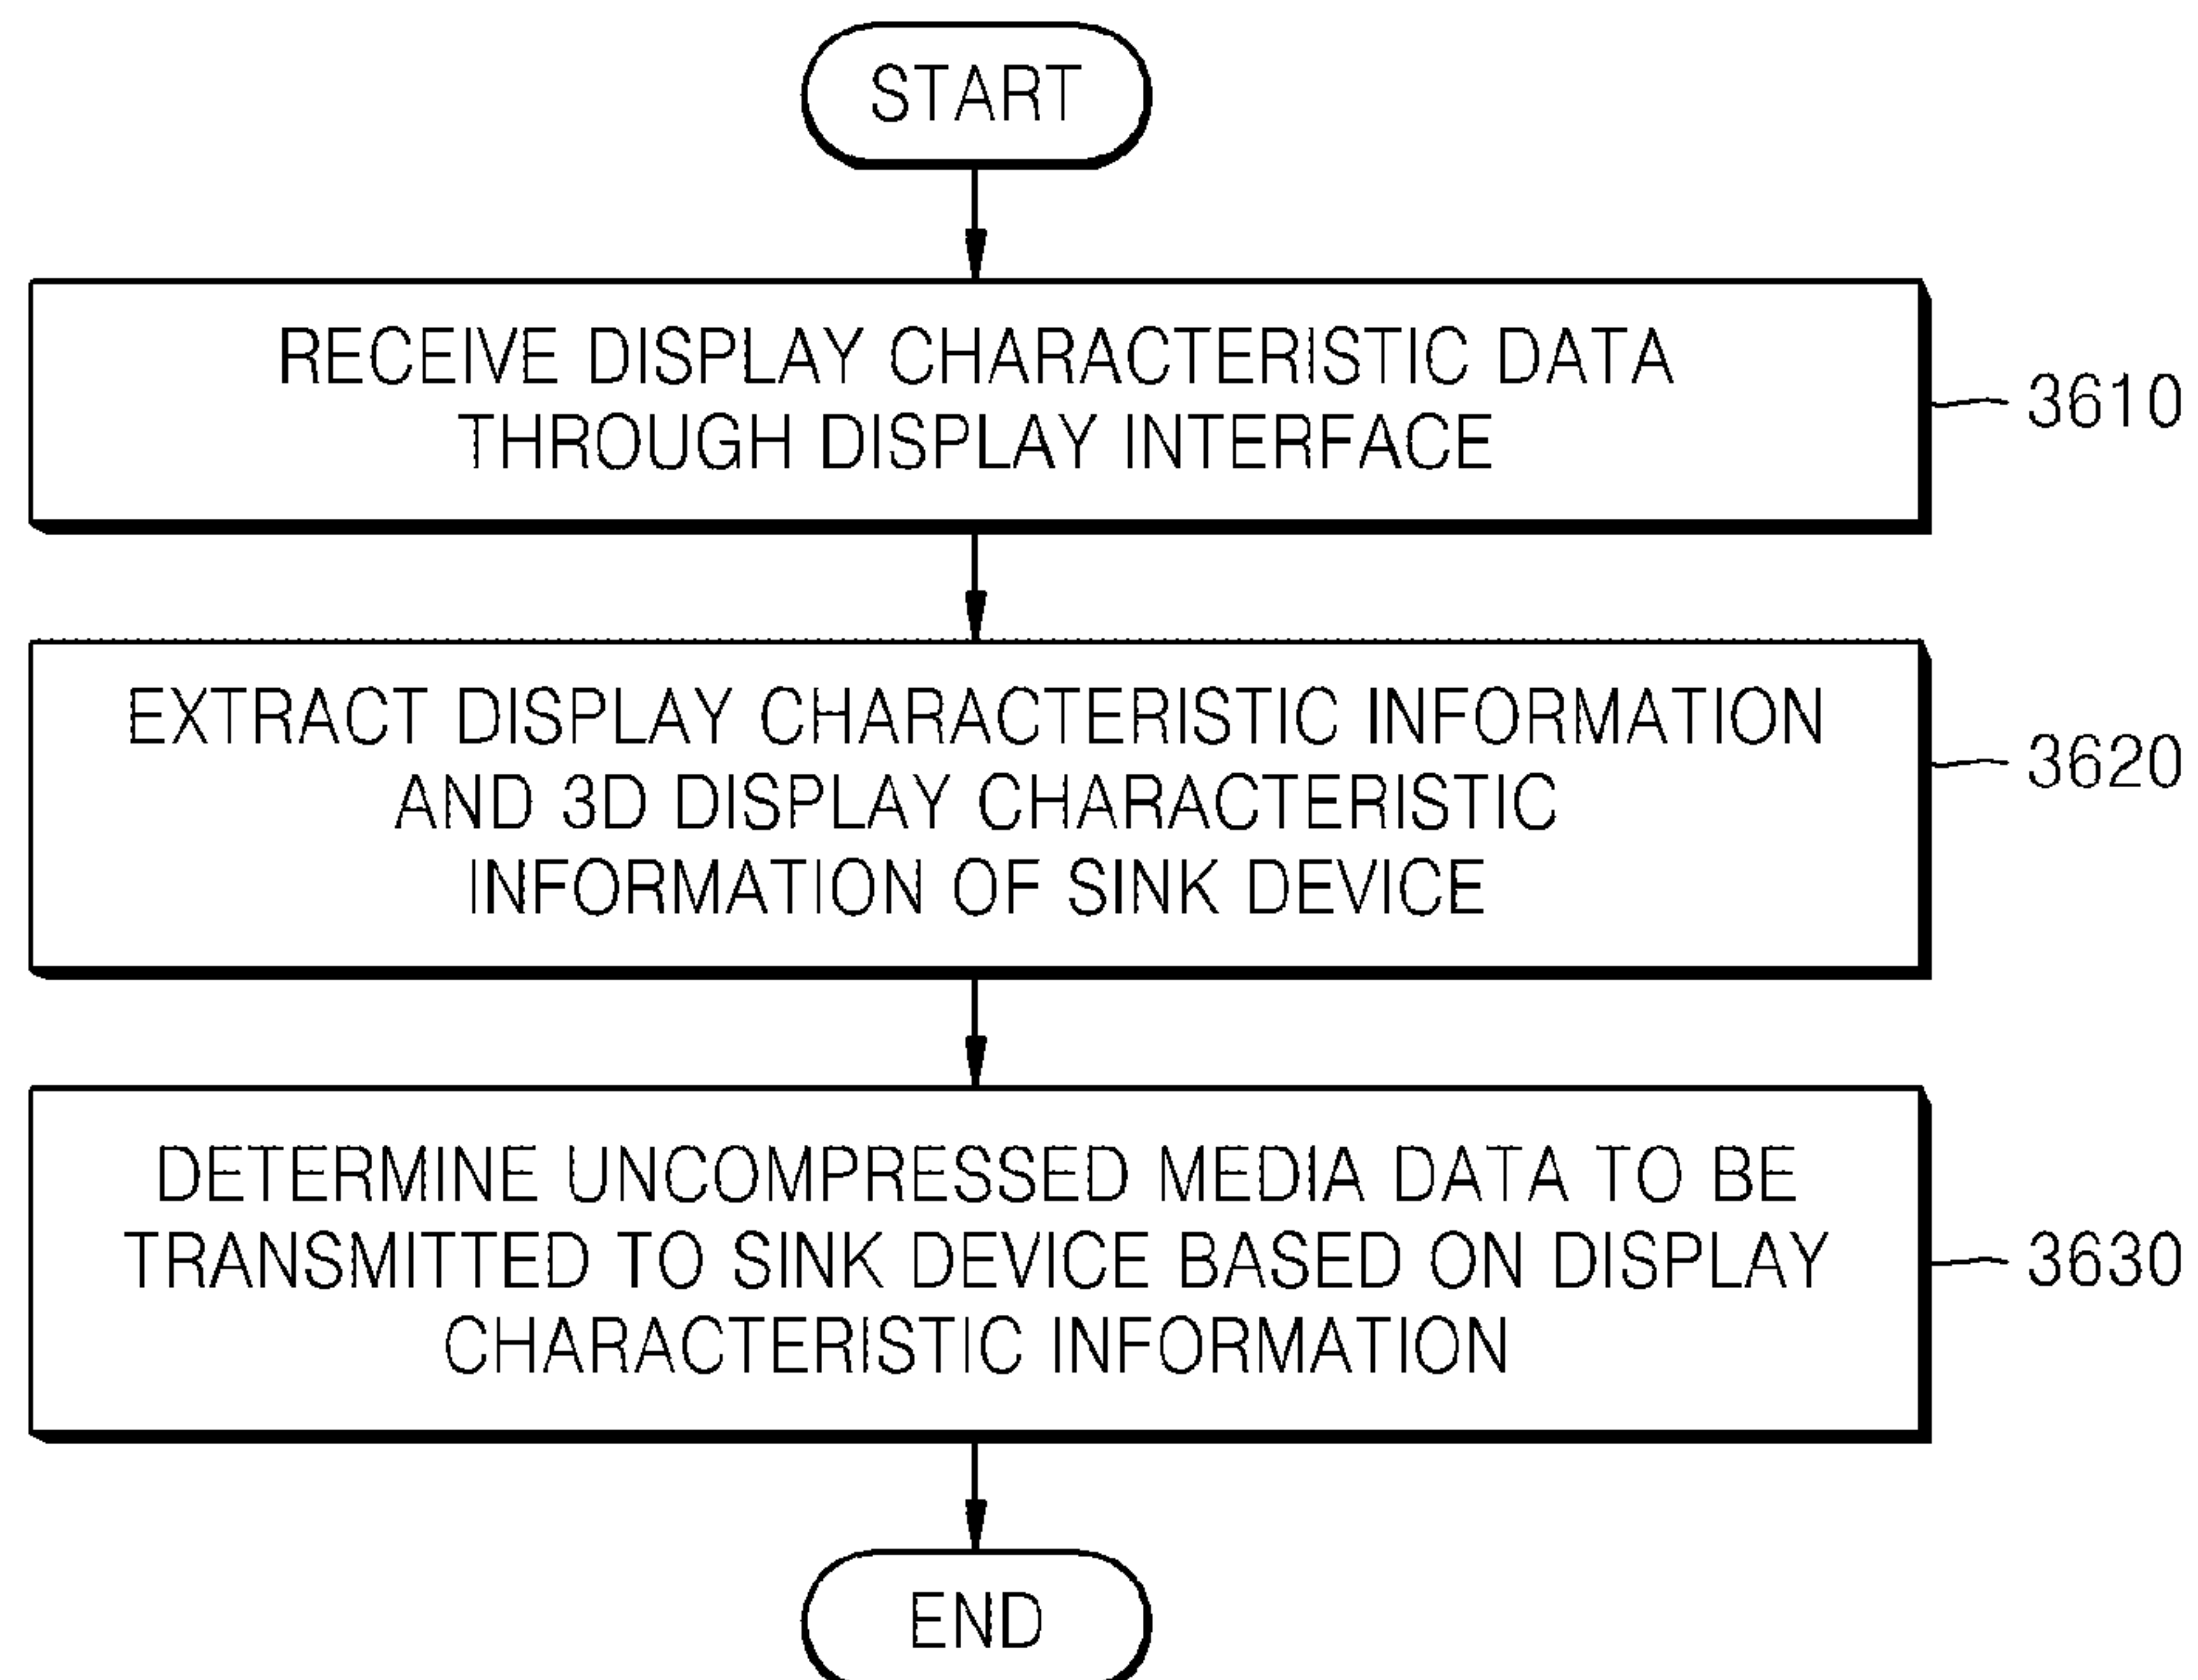 START
RECEIVE DISPLAY CHARACTERISTIC DATA
THROUGH DISPLAY INTERFACE
3610
EXTRACT DISPLAY CHARACTERISTIC INFORMATION
AND 3D DISPLAY CHARACTERISTIC
INFORMATION OF SINK DEVICE
3620
DETERMINE UNCOMPRESSED MEDIA DATA TO BE
TRANSMITTED TO SINK DEVICE BASED ON DISPLAY
CHARACTERISTIC INFORMATION
3630
END